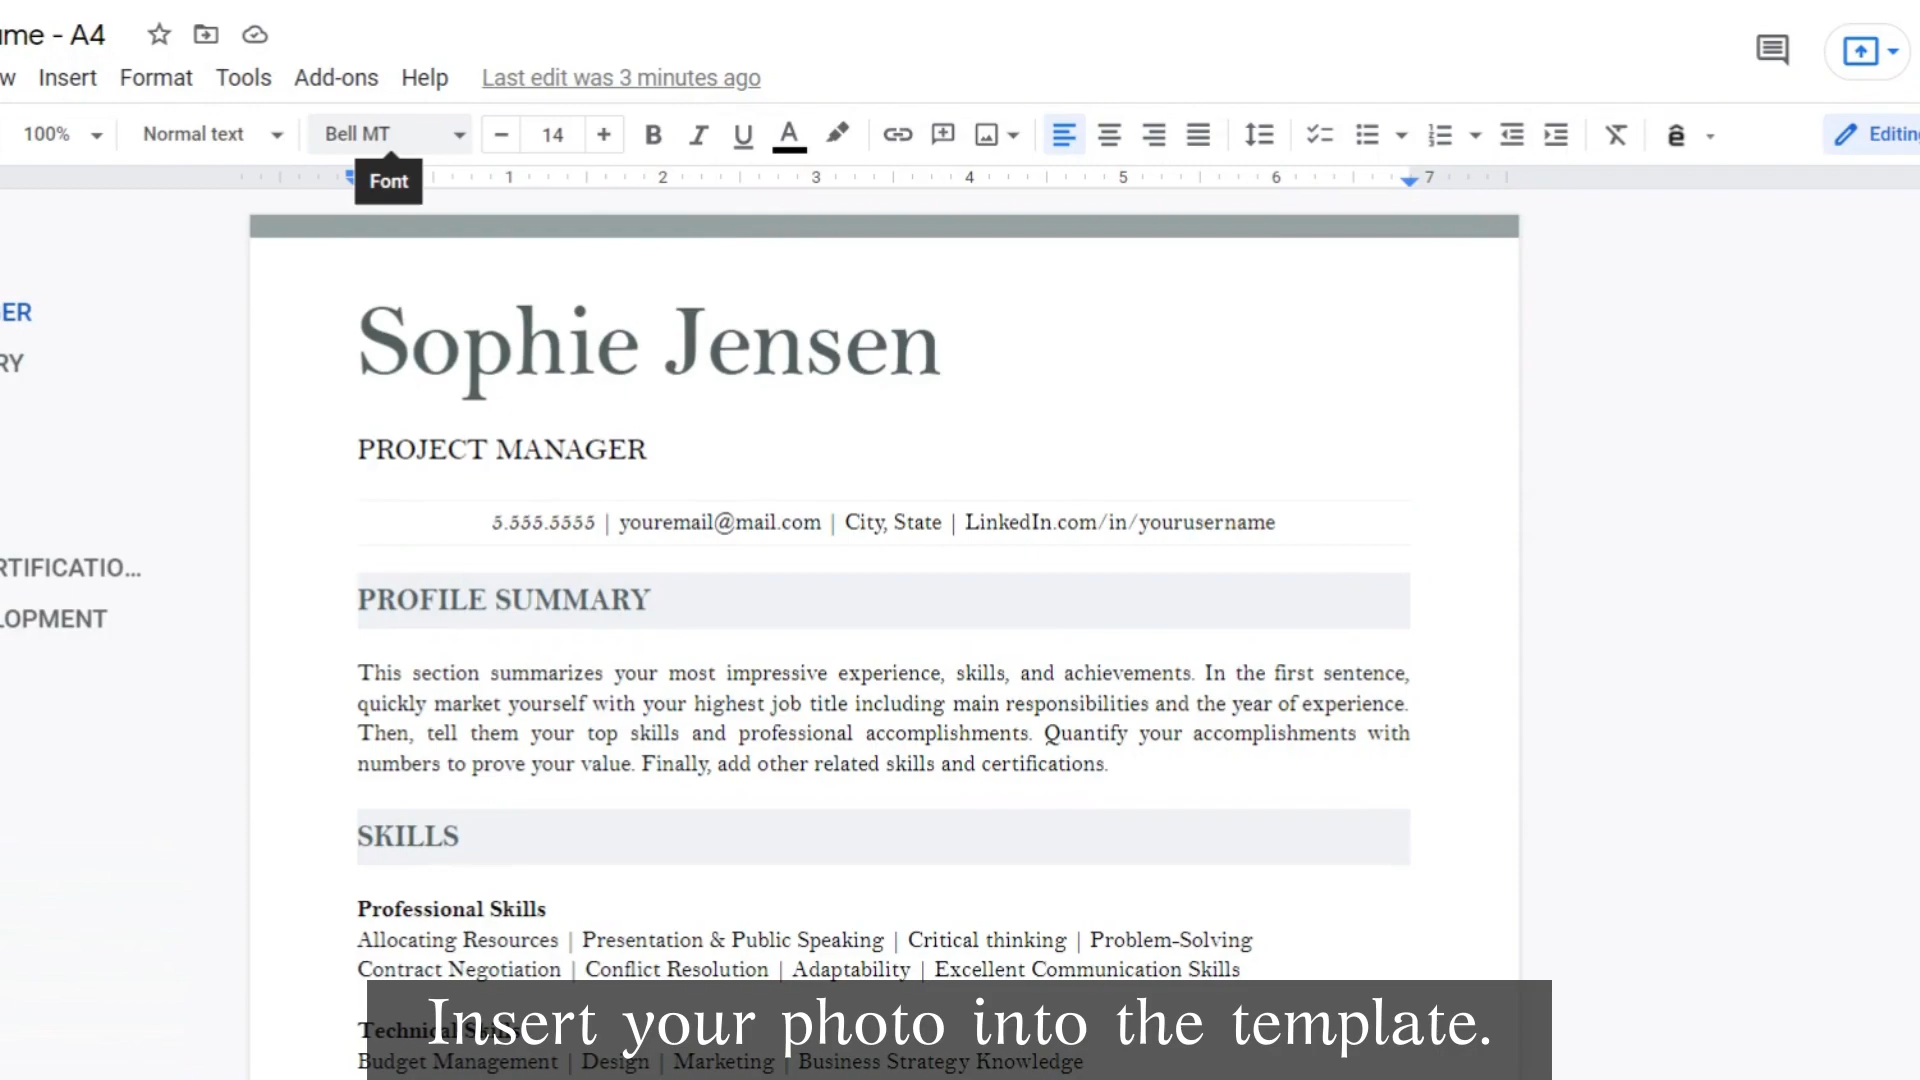 ume - A4
w Insert Format Tools Add-ons Help Last edit was 3 minutes ago
100% Normal text Bell MT - 14 + B I U A ê Editing
Font
1 2 3 4 5 6 7
Sophie Jensen
ER
RY
PROJECT MANAGER
5.555.5555 | youremail@mail.com | City, State | LinkedIn.com/in/yourusername
RTIFICATIO...
LOPMENT
PROFILE SUMMARY
This section summarizes your most impressive experience, skills, and achievements. In the first sentence,
quickly market yourself with your highest job title including main responsibilities and the year of experience.
Then, tell them your top skills and professional accomplishments. Quantify your accomplishments with
numbers to prove your value. Finally, add other related skills and certifications.
SKILLS
Professional Skills
Allocating Resources | Presentation & Public Speaking | Critical thinking | Problem-Solving
Contract Negotiation | Conflict Resolution | Adaptability | Excellent Communication Skills
Technical Skills
Insert your photo into the template.
Budget Management | Design | Marketing | Business Strategy Knowledge